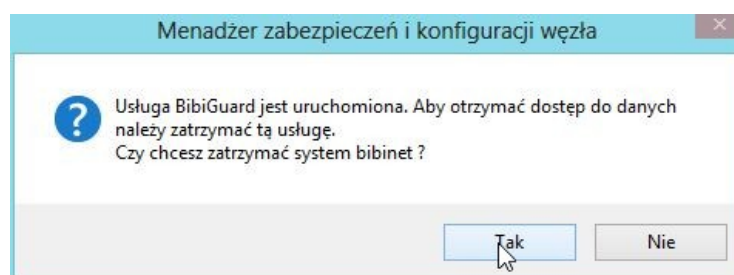 Menadżer zabezpieczeń i konfiguracji węzła
Usługa BibiGuard jest uruchomiona. Aby otrzymać dostęp do danych
należy zatrzymać tą usługę.
Czy chcesz zatrzymać system bibinet ?
Tak
Nie